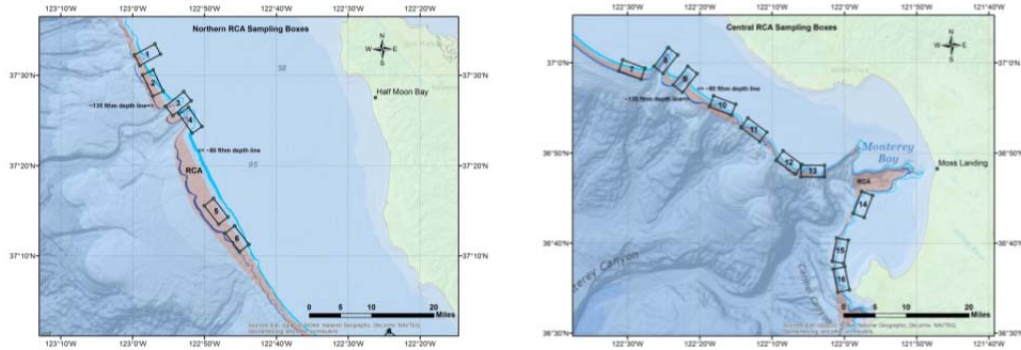 123°10'W 123°0'W 122°50'W 122°40'W 122°30'W 122°20'W
Northern RCA Sampling Boxes
N
W E
S
1
2
3
4
37°30'N 37°30'N
Half Moon Bay
~135 fthm depth line=>
<= ~80 fthm depth line
37°20'N 37°20'N
RCA
5
6
37°10'N 37°10'N
0 5 10 20
Miles
123°10'W 123°0'W 122°50'W 122°40'W 122°30'W 122°20'W
122°30'W 122°20'W 122°10'W 122°0'W 121°50'W 121°40'W
Central RCA Sampling Boxes
N
W E
S
37°0'N 37°0'N
7
8
9
10
11
12
13
<= ~80 fthm depth line
~135 fthm depth line=>
36°50'N 36°50'N
Monterey
Bay
Moss Landing
RCA
14
15
16
36°40'N 36°40'N
terey Canyon
0 5 10 20
Miles
36°30'N 36°30'N
122°30'W 122°20'W 122°10'W 122°0'W 121°50'W 121°40'W